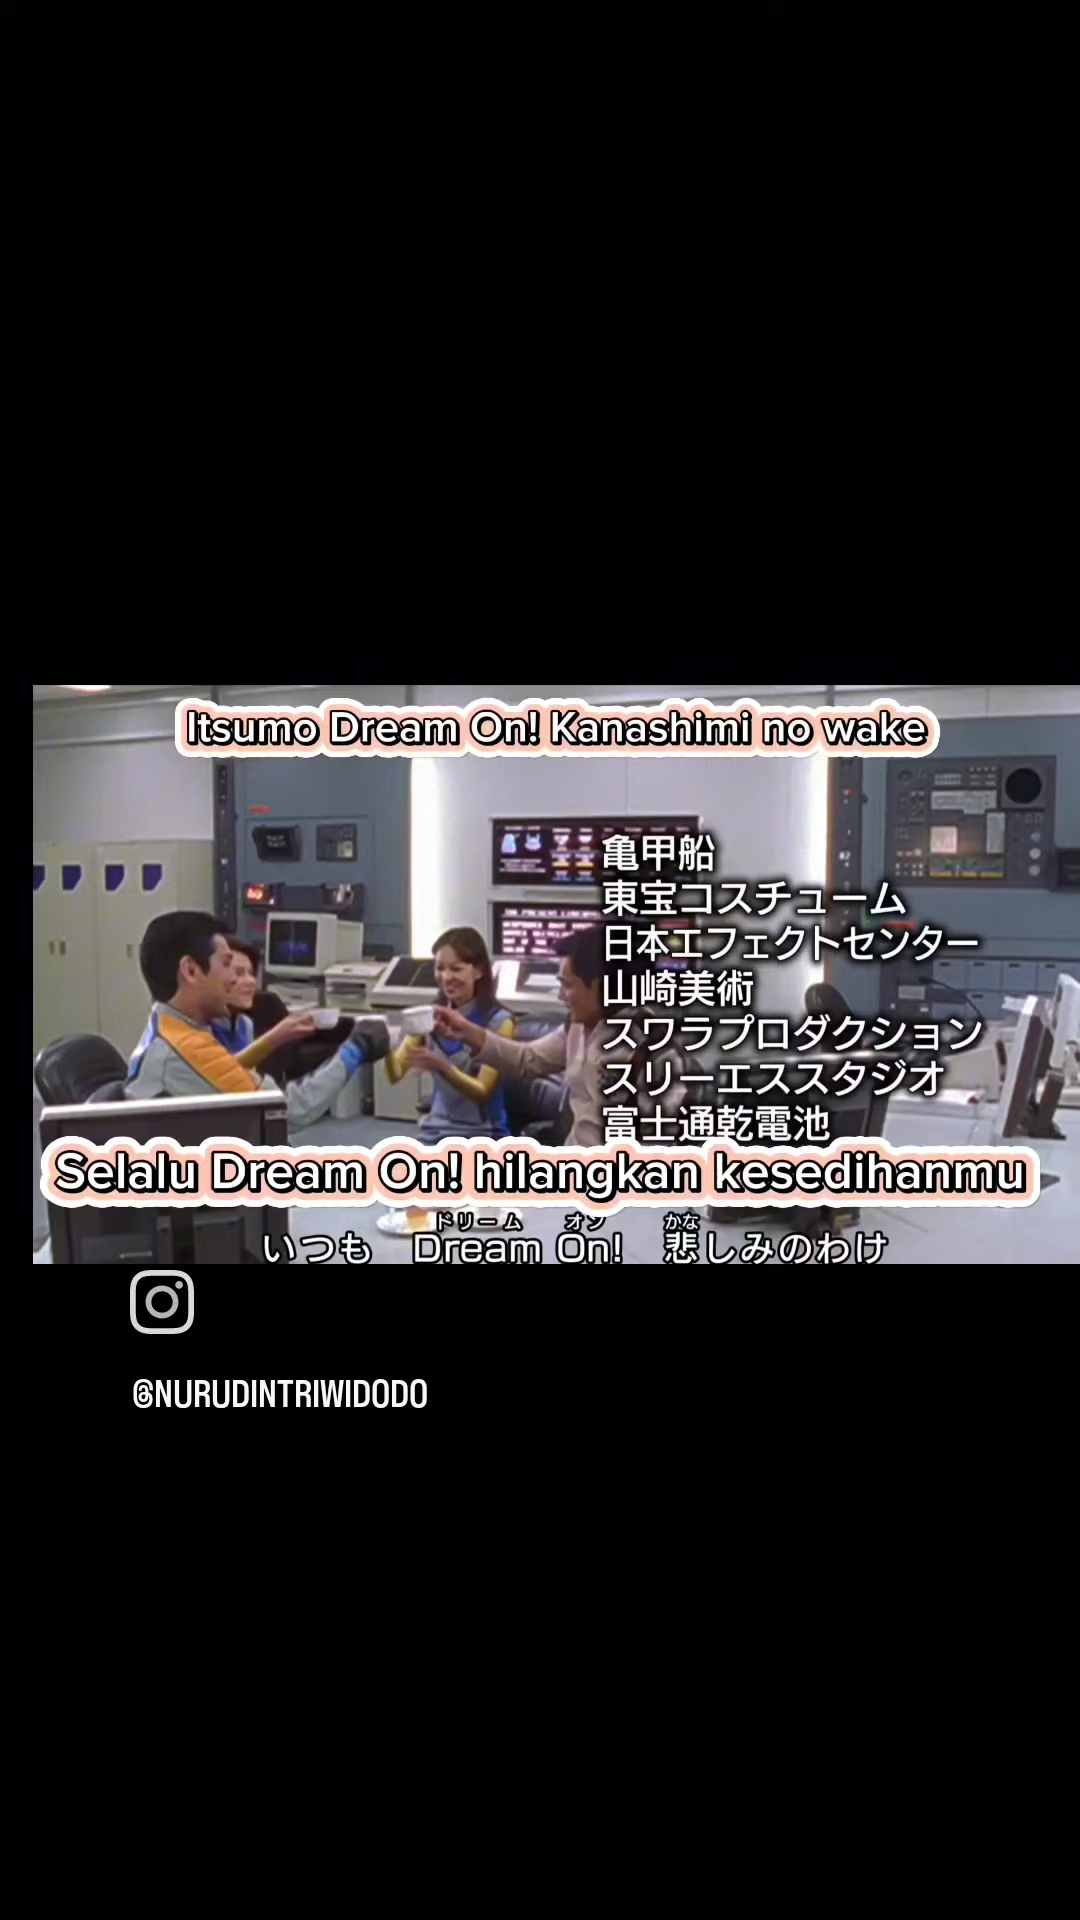 Itsumo Dream On! Kanashimi no wake
亀甲船
東宝コスチューム
日本エフェクトセンター
山崎美術
スワラプロダクション
スリーエススタジオ
富士通乾電池
Selalu Dream On! hilangkan kesedihanmu
ドリーム オン かな
いつも Dream On! 悲しみのわけ
@NURUDINTRIWIDODO